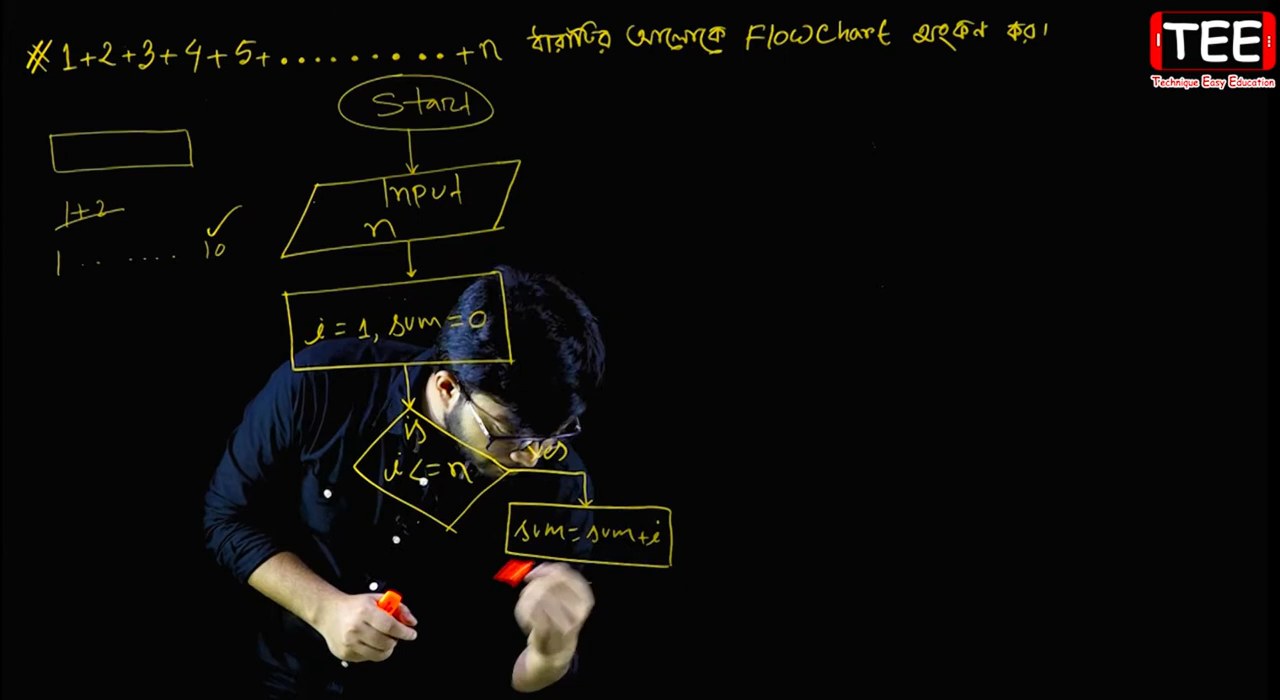 # 1+2+3+4+5+..........+n ধারাটির আলোকে Flowchart অংকন কর।
TEE
Technique Easy Education
Start
Input
n
1+2
1 .. .... 10
i = 1, sum = 0
is
i <= n
yes
sum = sum + i